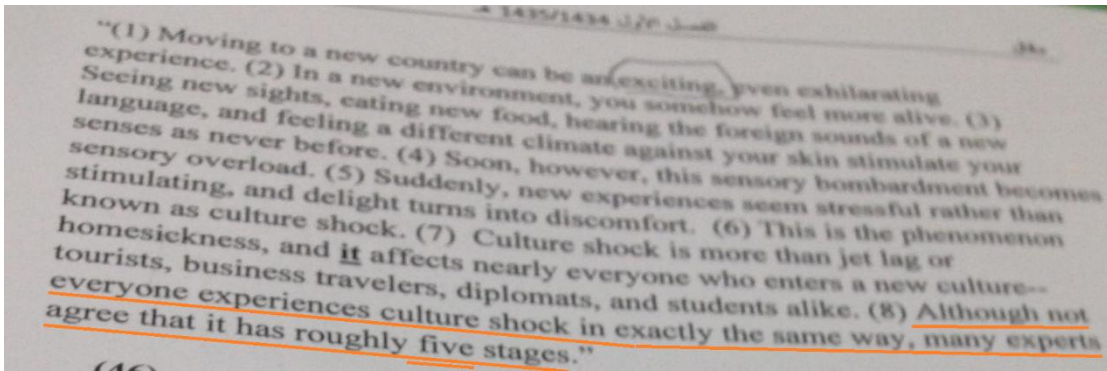 1435/1434
"(1) Moving to a new country can be an exciting, even exhilarating
experience. (2) In a new environment, you somehow feel more alive. (3)
Seeing new sights, eating new food, hearing the foreign sounds of a new
language, and feeling a different climate against your skin stimulate your
senses as never before. (4) Soon, however, this sensory bombardment becomes
sensory overload. (5) Suddenly, new experiences seem stressful rather than
stimulating, and delight turns into discomfort. (6) This is the phenomenon
known as culture shock. (7) Culture shock is more than jet lag or
homesickness, and it affects nearly everyone who enters a new culture--
tourists, business travelers, diplomats, and students alike. (8) Although not
everyone experiences culture shock in exactly the same way, many experts
agree that it has roughly five stages."